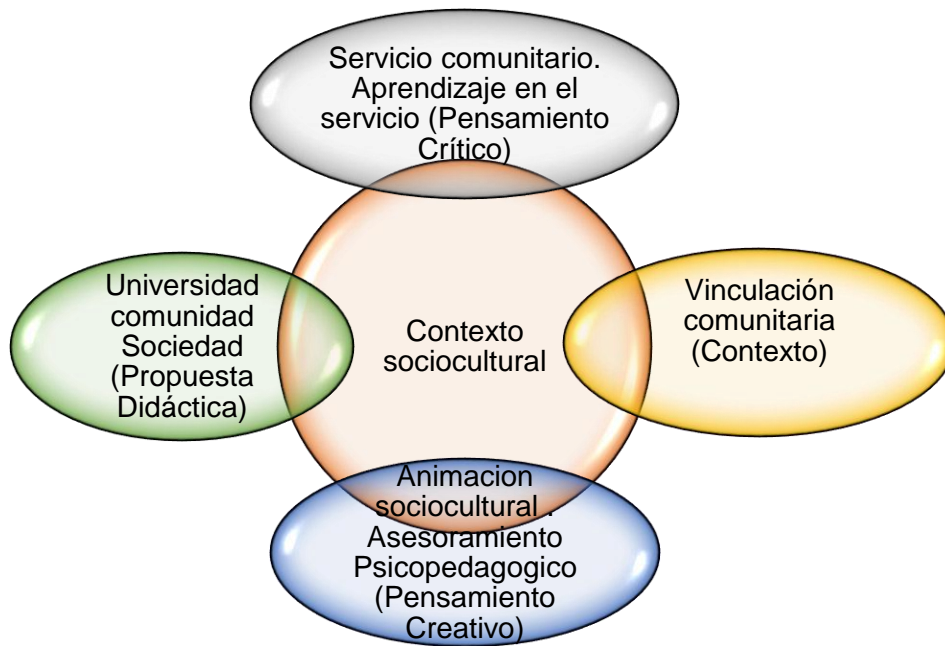 Servicio comunitario.
Aprendizaje en el
servicio (Pensamiento
Crítico)
Universidad
comunidad
Sociedad
(Propuesta
Didáctica)
Contexto
sociocultural
Vinculación
comunitaria
(Contexto)
Animacion
sociocultural .
Asesoramiento
Psicopedagogico
(Pensamiento
Creativo)